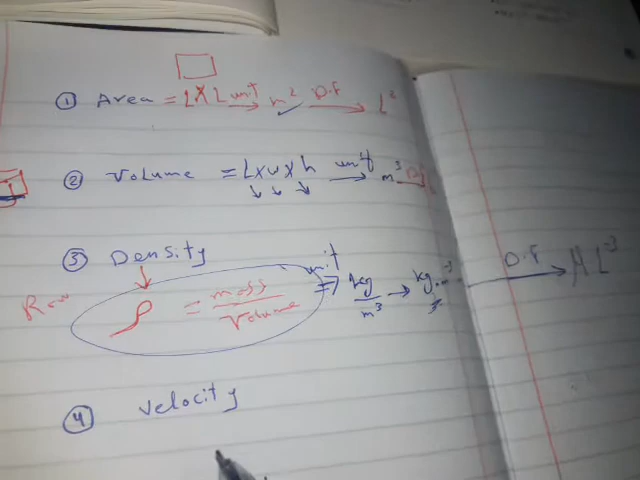 ① Area = L×L unit→ m² D.F→ L²
② Volume = L×w×h unit→ m³
③ Density unit
ρ = mass/Volume ⇒ kg/m³ → kg.m⁻³ D.F→ ML⁻³
④ Velocity